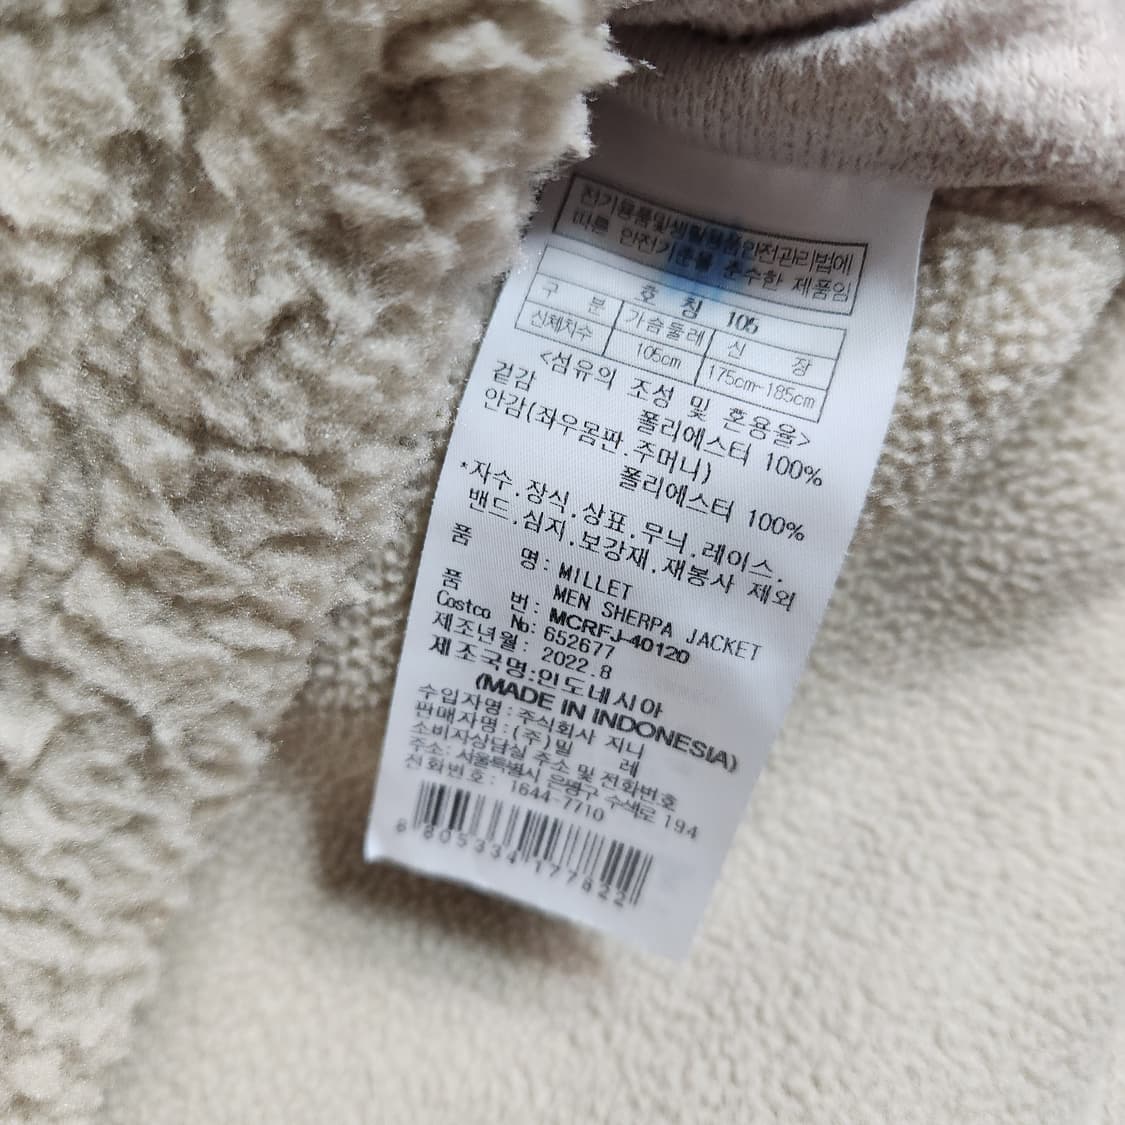 전기용품및생활용품안전관리법에
따른 안전기준을 준수한 제품임
호 칭 105
구 분 가슴둘레 신 장
신체치수 105cm 175cm~185cm
<섬유의 조성 및 혼용율>
겉감 폴리에스터 100%
안감(좌우몸판.주머니)
폴리에스터 100%
*자수.장식.상표.무늬.레이스.
밴드.심지.보강재.재봉사 제외
품 명: MILLET
MEN SHERPA JACKET
품 번: MCRFJ-40120
Costco No: 652677
제조년월: 2022.8
제조국명:인도네시아
(MADE IN INDONESIA)
수입자명:주식회사 지니
판매자명:(주)밀 레
소비자상담실 주소 및 전화번호
주소: 서울특별시 은평구 수색로 194
전화번호: 1644-7710
8 805334 177822